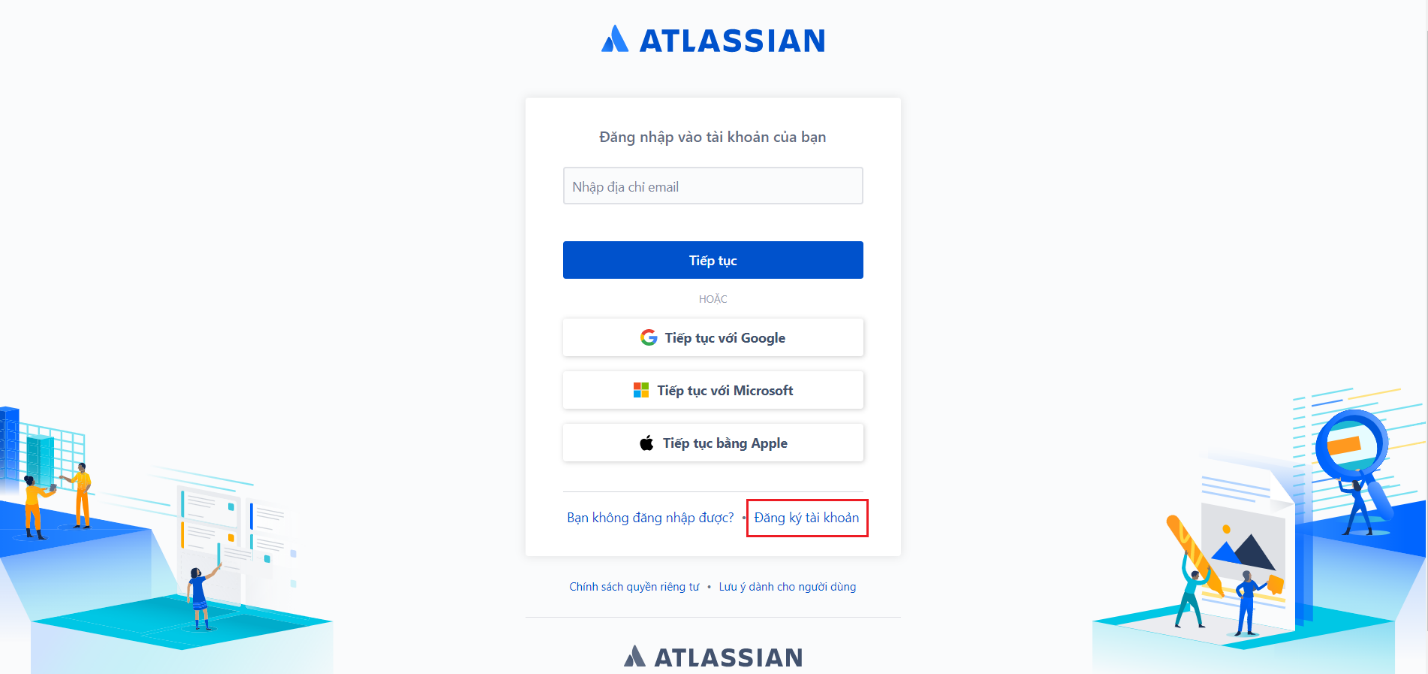 ATLASSIAN
Đăng nhập vào tài khoản của bạn
Nhập địa chỉ email
Tiếp tục
HOẶC
Tiếp tục với Google
Tiếp tục với Microsoft
Tiếp tục bằng Apple
Bạn không đăng nhập được? • Đăng ký tài khoản
Chính sách quyền riêng tư • Lưu ý dành cho người dùng
ATLASSIAN